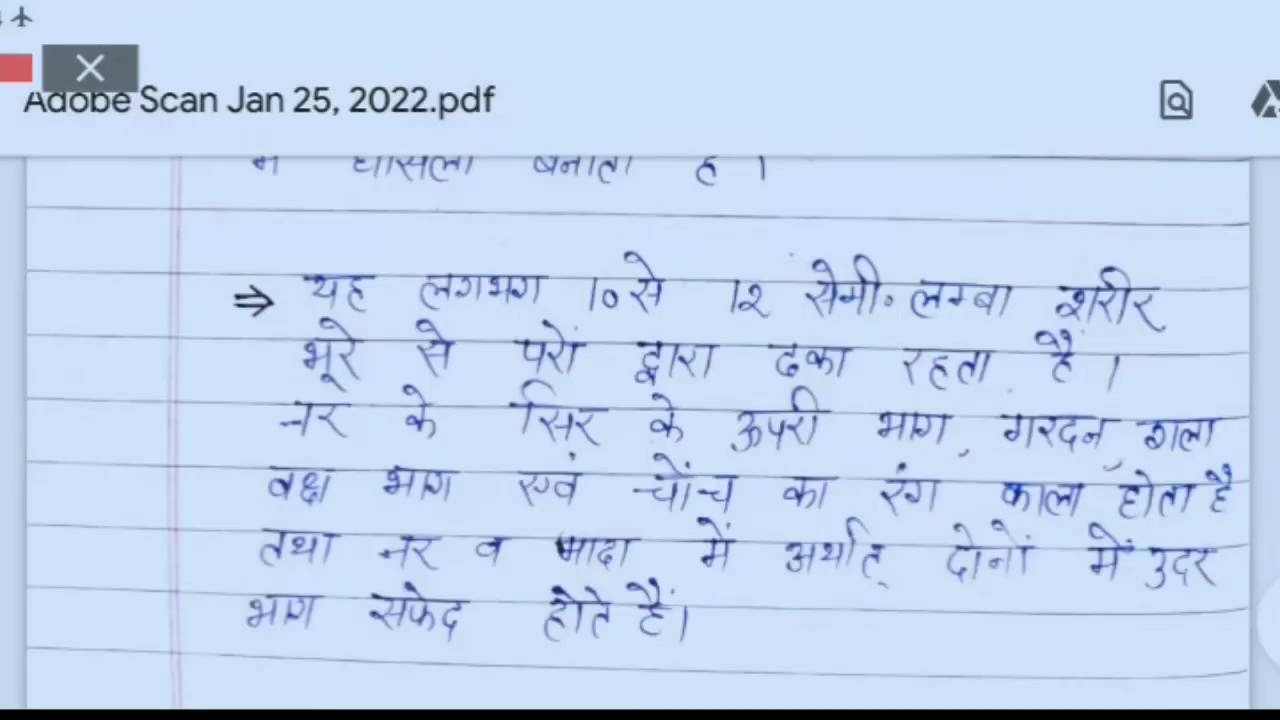 Adobe Scan Jan 25, 2022.pdf
में घोंसला बनाता है ।
⇒ यह लगभग 10 से 12 सेमी. लम्बा शरीर
भूरे से परों द्वारा ढका रहता है ।
नर के सिर के ऊपरी भाग, गरदन, गला
वक्ष भाग एवं चोंच का रंग काला होता है
तथा नर व मादा में अर्थात् दोनों में उदर
भाग सफेद होते हैं।